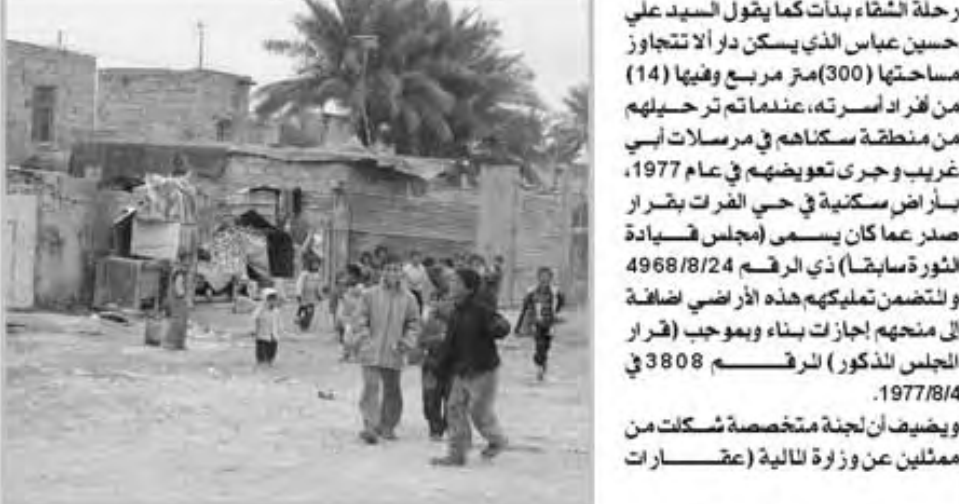 رحلة الشقاء بدأت كما يقول السيد علي
حسين عباس الذي يسكن دار ألا تتجاوز
مساحتها (300)متر مربع وفيها (14)
من أفراد أسرته، عندما تم ترحيلهم
من منطقة سكناهم في مرسلات أبي
غريب وجرى تعويضهم في عام 1977،
بأراضٍ سكنية في حي الفرات بقرار
صدر عما كان يسمى (مجلس قيادة
الثورة سابقاً) ذي الرقم 4968/8/24
والمتضمن تمليكهم هذه الأراضي اضافة
الى منحهم إجازات بناء وبموجب (قرار
المجلس المذكور) المرقم 3808 في
1977/8/4.
ويضيف أن لجنة متخصصة شكلت من
ممثلين عن وزارة المالية (عقارات